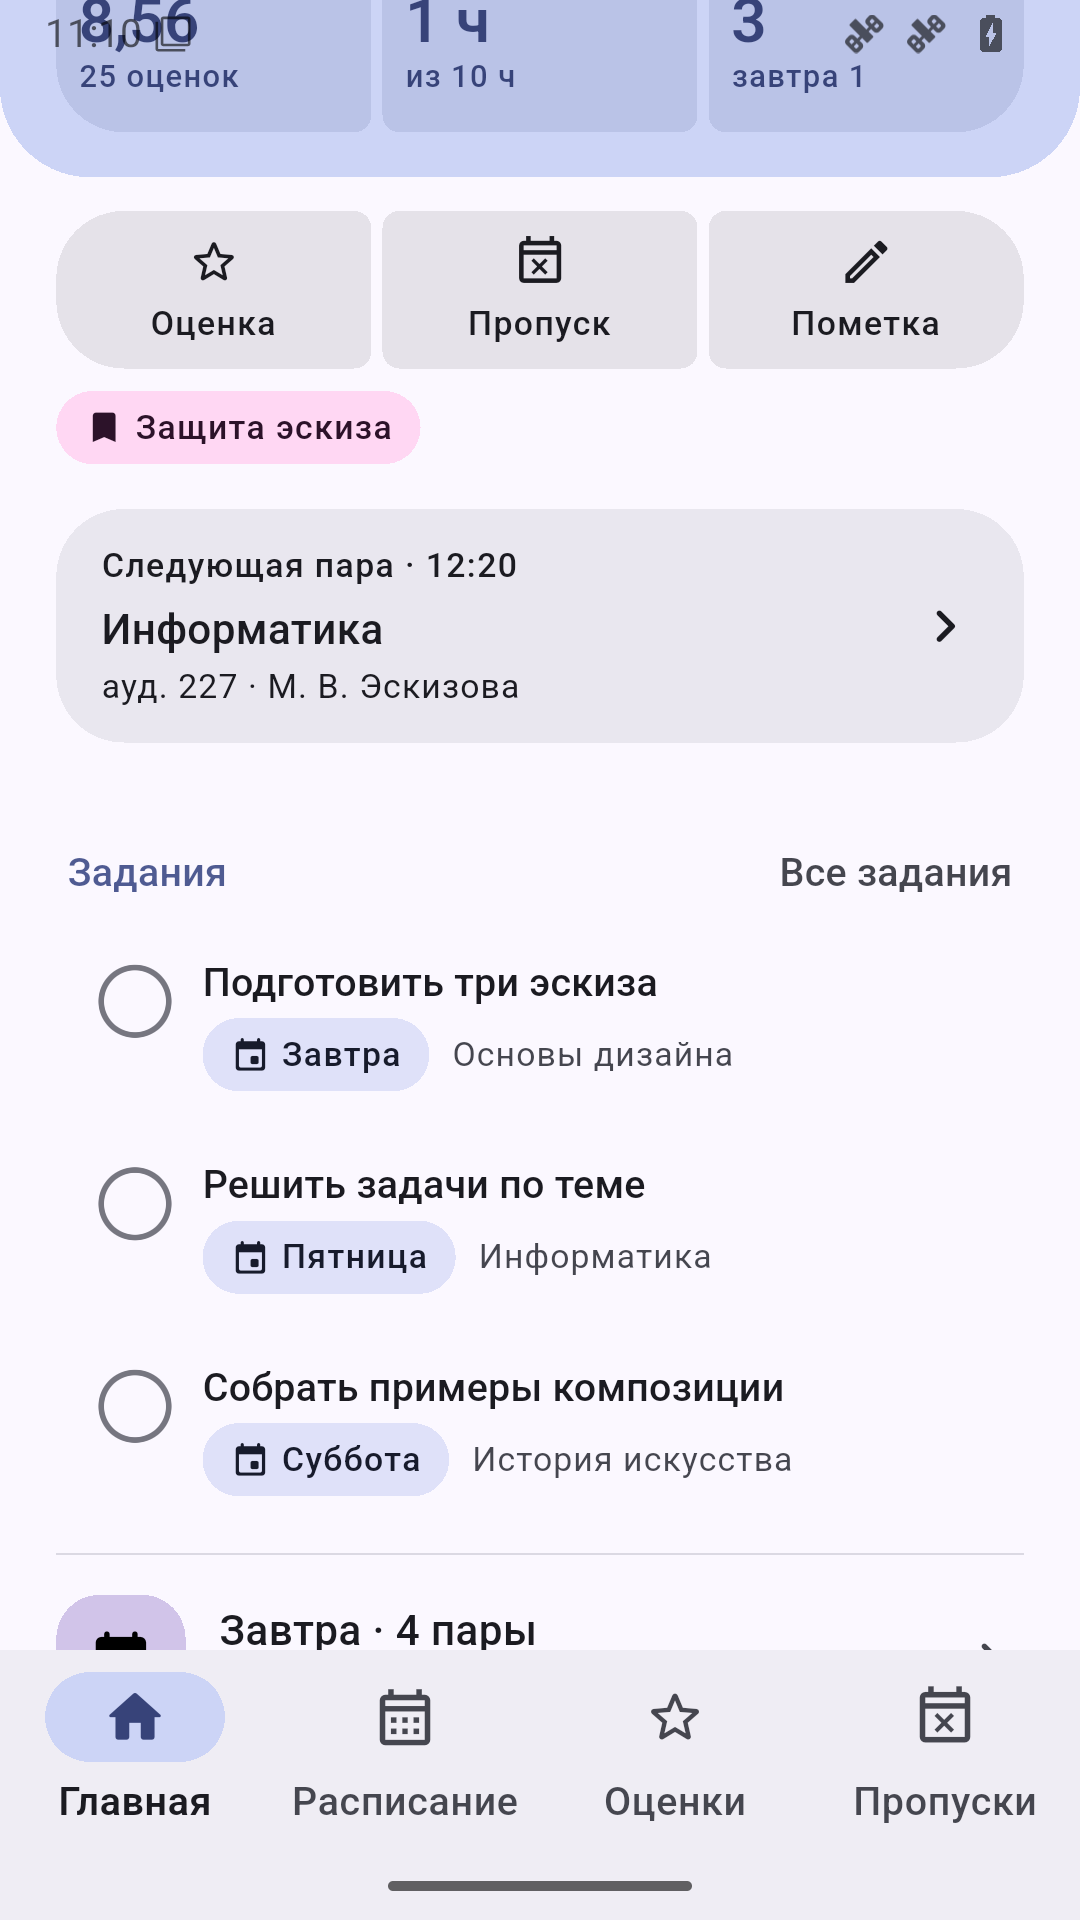 11:10
8,56
1 ч
3
25 оценок
из 10 ч
завтра 1
Оценка
Пропуск
Пометка
Защита эскиза
Следующая пара · 12:20
Информатика
ауд. 227 · М. В. Эскизова
Задания
Все задания
Подготовить три эскиза
Завтра
Основы дизайна
Решить задачи по теме
Пятница
Информатика
Собрать примеры композиции
Суббота
История искусства
Завтра · 4 пары
Главная
Расписание
Оценки
Пропуски